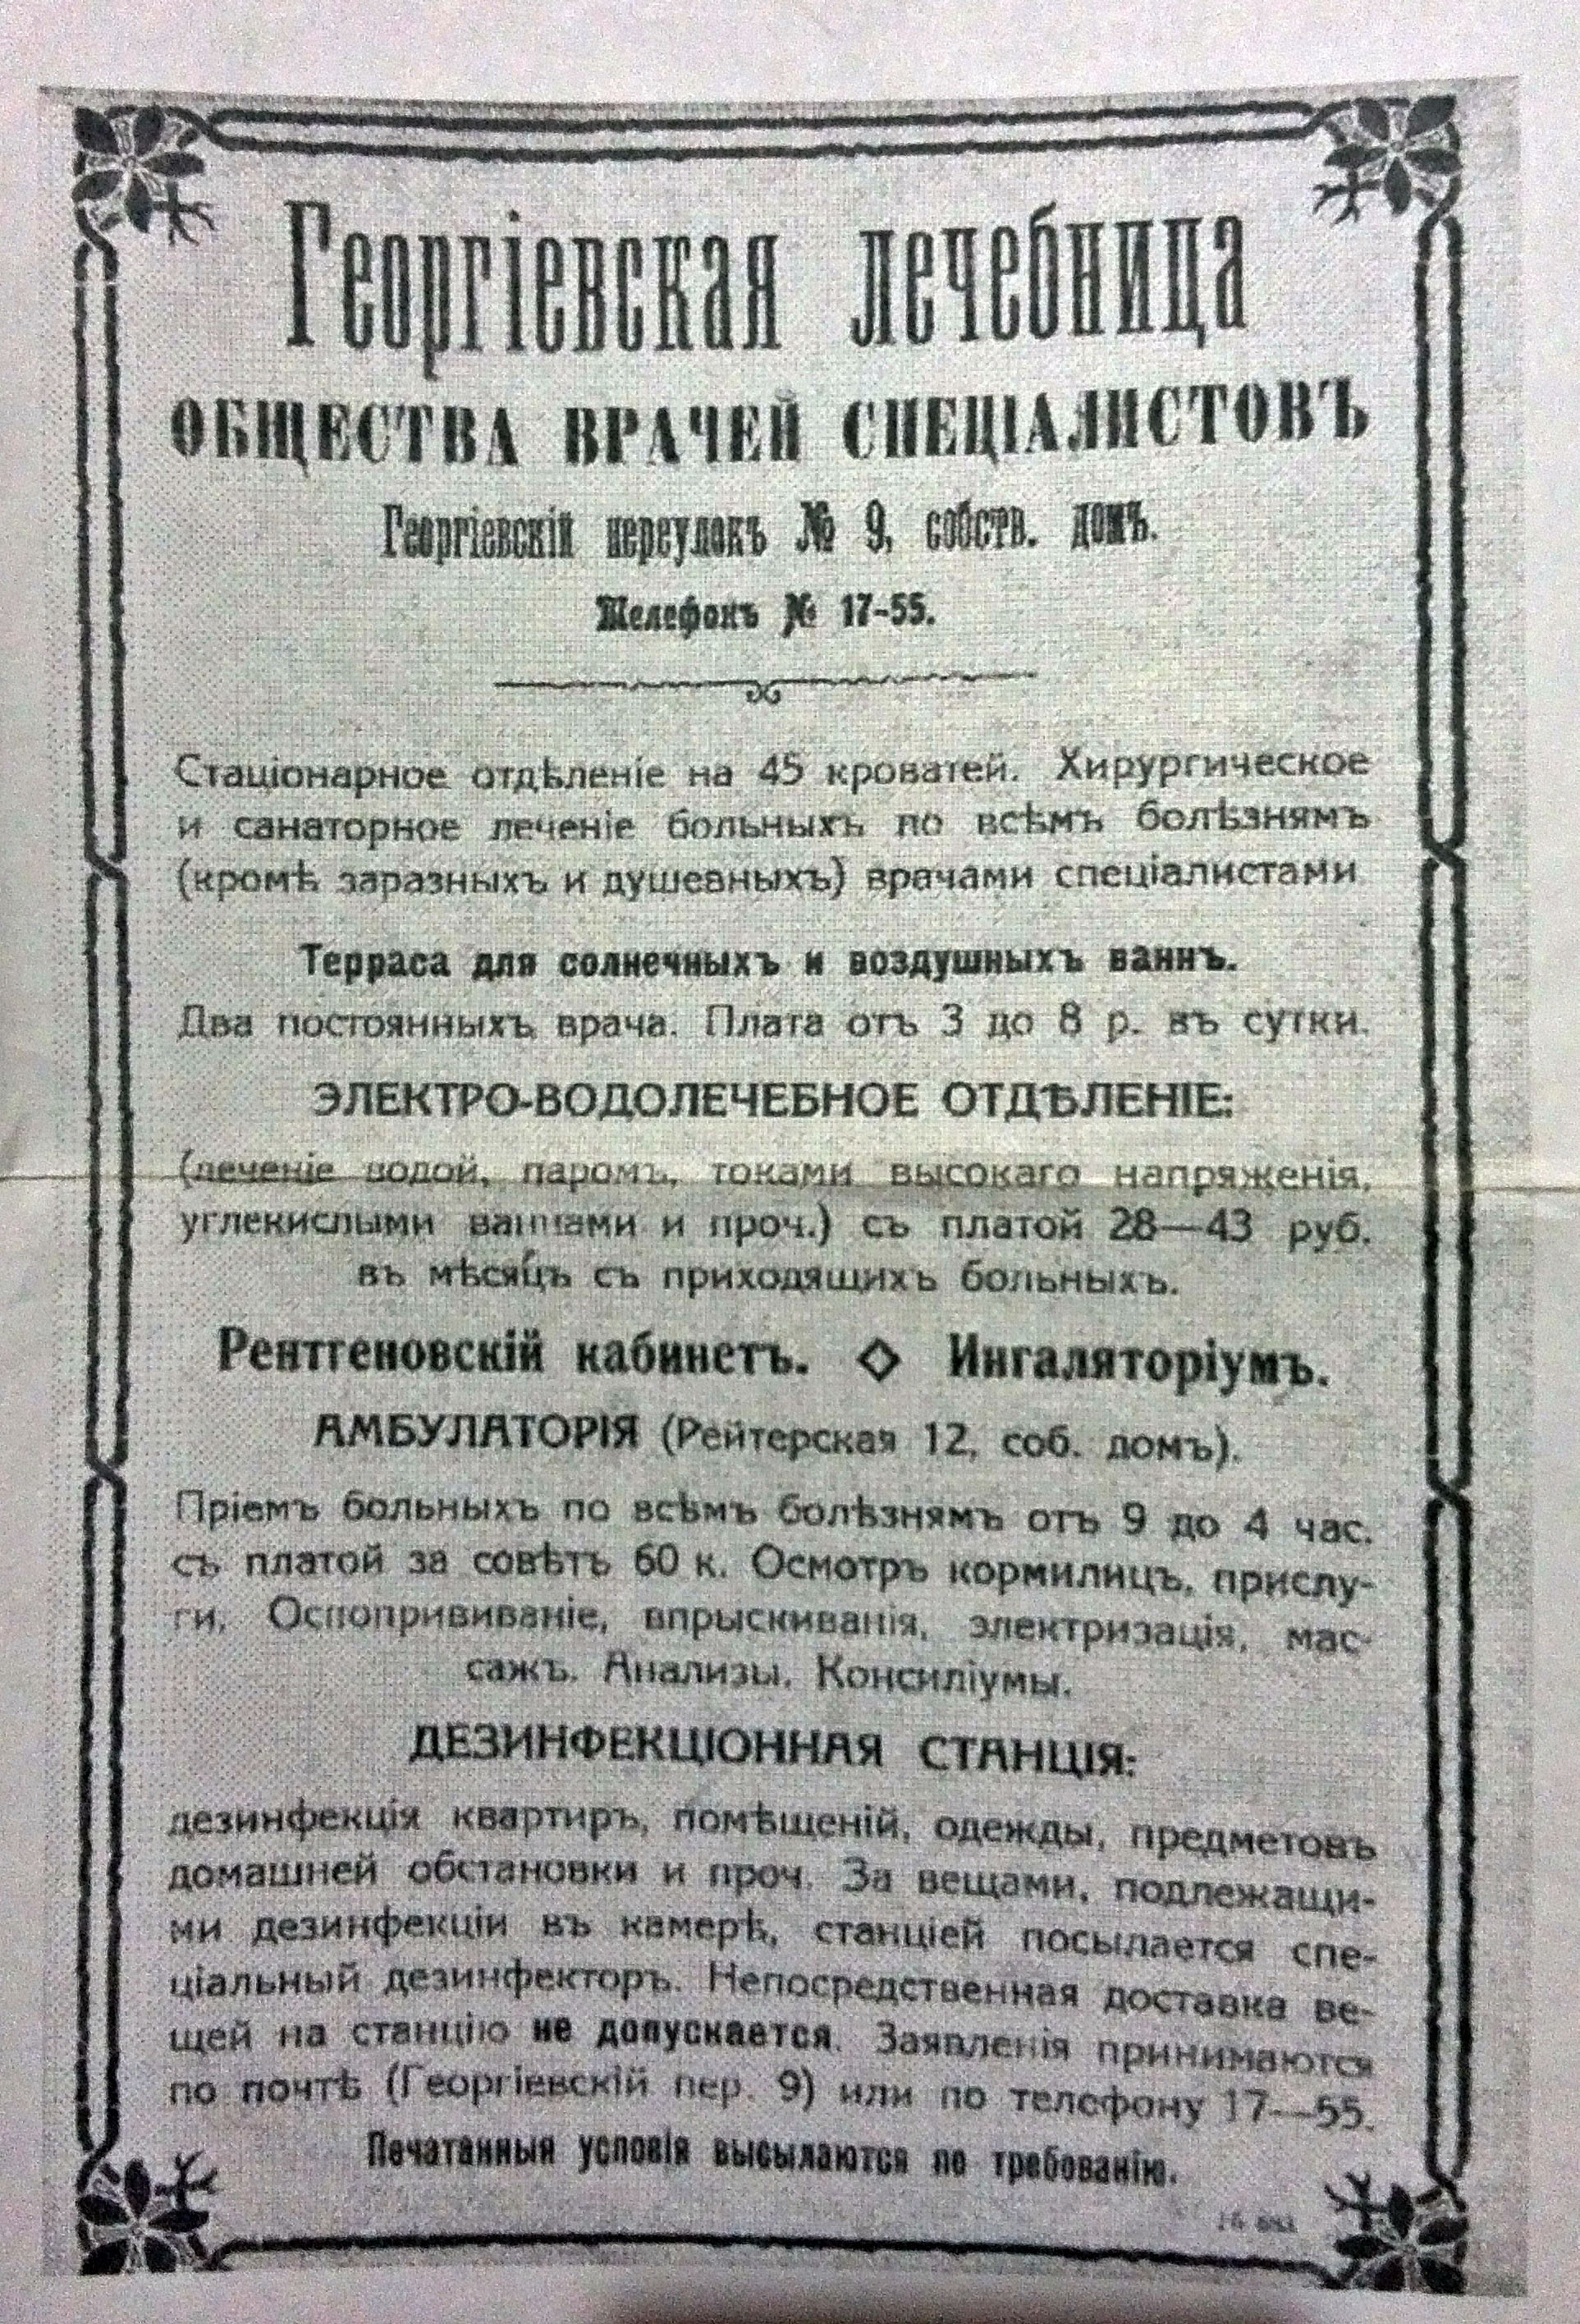 Георгіевская лечебница
ОБЩЕСТВА ВРАЧЕЙ СПЕЦІАЛИСТОВЪ
Георгіевскій переулокъ № 9, собств. домъ.
Телефонъ № 17-55.
Стаціонарное отдѣленіе на 45 кроватей. Хирургическое
и санаторное леченіе больныхъ по всѣмъ болѣзнямъ
(кромѣ заразныхъ и душевныхъ) врачами спеціалистами
Терраса для солнечныхъ и воздушныхъ ваннъ.
Два постоянныхъ врача. Плата отъ 3 до 8 р. въ сутки.
ЭЛЕКТРО-ВОДОЛЕЧЕБНОЕ ОТДѢЛЕНІЕ:
(леченіе водой, паромъ, токами высокаго напряженія,
углекислыми ваннами и проч.) съ платой 28—43 руб.
въ мѣсяцъ съ приходящихъ больныхъ.
Рентгеновскій кабинетъ. ◇ Ингаляторіумъ.
АМБУЛАТОРІЯ (Рейтерская 12, соб. домъ).
Пріемъ больныхъ по всѣмъ болѣзнямъ отъ 9 до 4 час.
съ платой за совѣтъ 60 к. Осмотръ кормилицъ, прислу-
ги, Оспопрививаніе, впрыскиванія, электризація, мас-
сажъ. Анализы. Консиліумы.
ДЕЗИНФЕКЦІОННАЯ СТАНЦІЯ:
дезинфекція квартиръ, помѣщеній, одежды, предметовъ
домашней обстановки и проч. За вещами, подлежащи-
ми дезинфекціи въ камерѣ, станціей посылается спе-
ціальный дезинфекторъ. Непосредственная доставка ве-
щей на станцію не допускается. Заявленія принимаются
по почтѣ (Георгіевскій пер. 9) или по телефону 17—55.
Печатанныя условія высылаются по требованію.